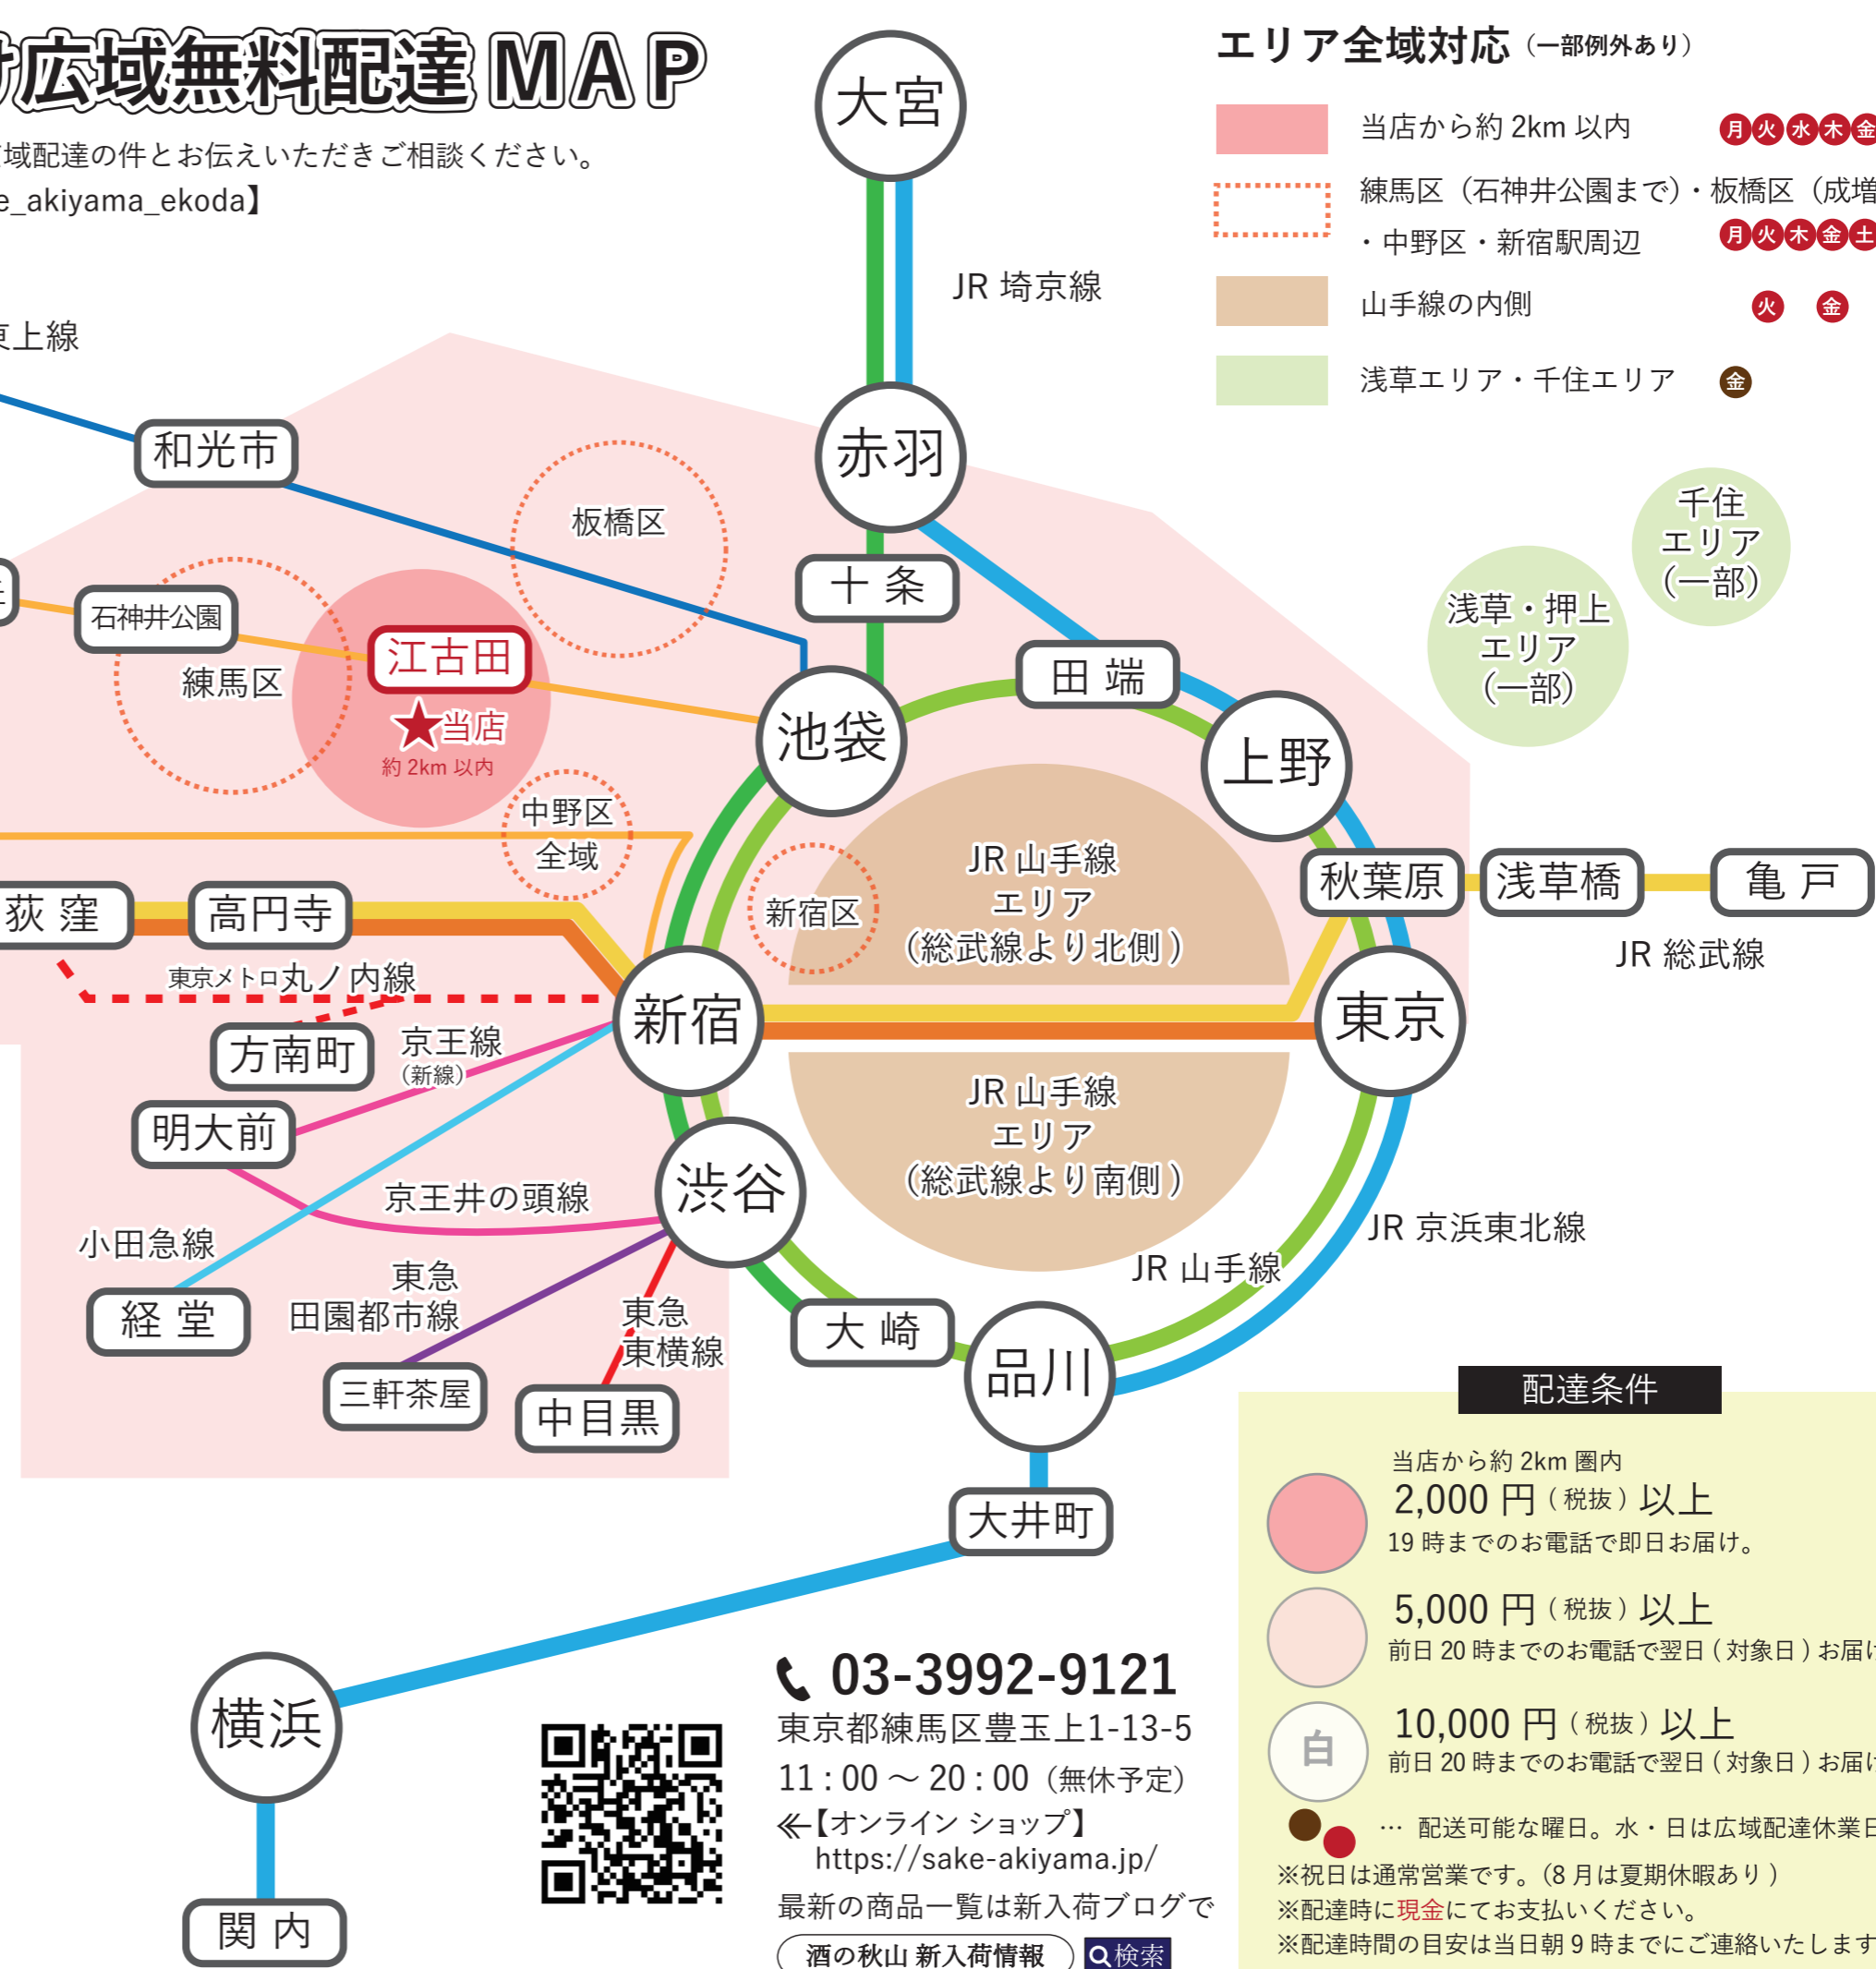 け広域無料配達 MAP
域配達の件とお伝えいただきご相談ください。
e_akiyama_ekoda】
エリア全域対応（一部例外あり）
当店から約 2km 以内
月火水木金
練馬区（石神井公園まで）・板橋区（成増
・中野区・新宿駅周辺
月火木金土
山手線の内側
火 金
浅草エリア・千住エリア
金
大宮
JR 埼京線
東上線
和光市
赤羽
板橋区
十 条
千住
エリア
（一部）
浅草・押上
エリア
（一部）
石神井公園
練馬区
江古田
★当店
約 2km 以内
田 端
池袋
上野
中野区
全域
新宿区
JR 山手線
エリア
（総武線より北側 ）
秋葉原
浅草橋
亀 戸
JR 総武線
荻 窪
高円寺
東京メトロ丸ノ内線
新宿
東京
方南町
京王線
（新線）
明大前
JR 山手線
エリア
（総武線より南側 ）
京王井の頭線
渋谷
小田急線
経 堂
東急
田園都市線
東急
東横線
三軒茶屋
中目黒
大 崎
品川
JR 山手線
JR 京浜東北線
大井町
横浜
関 内
03-3992-9121
東京都練馬区豊玉上1-13-5
11 : 00 ～ 20 : 00（無休予定）
≪【オンライン ショップ】
https://sake-akiyama.jp/
最新の商品一覧は新入荷ブログで
酒の秋山 新入荷情報 検索
配達条件
当店から約 2km 圏内
2,000 円 ( 税抜 ) 以上
19 時までのお電話で即日お届け。
5,000 円 ( 税抜 ) 以上
前日 20 時までのお電話で翌日 ( 対象日 ) お届け
白
10,000 円 ( 税抜 ) 以上
前日 20 時までのお電話で翌日 ( 対象日 ) お届け
… 配送可能な曜日。水・日は広域配達休業日
※祝日は通常営業です。（8 月は夏期休暇あり ）
※配達時に現金にてお支払いください。
※配達時間の目安は当日朝 9 時までにご連絡いたします